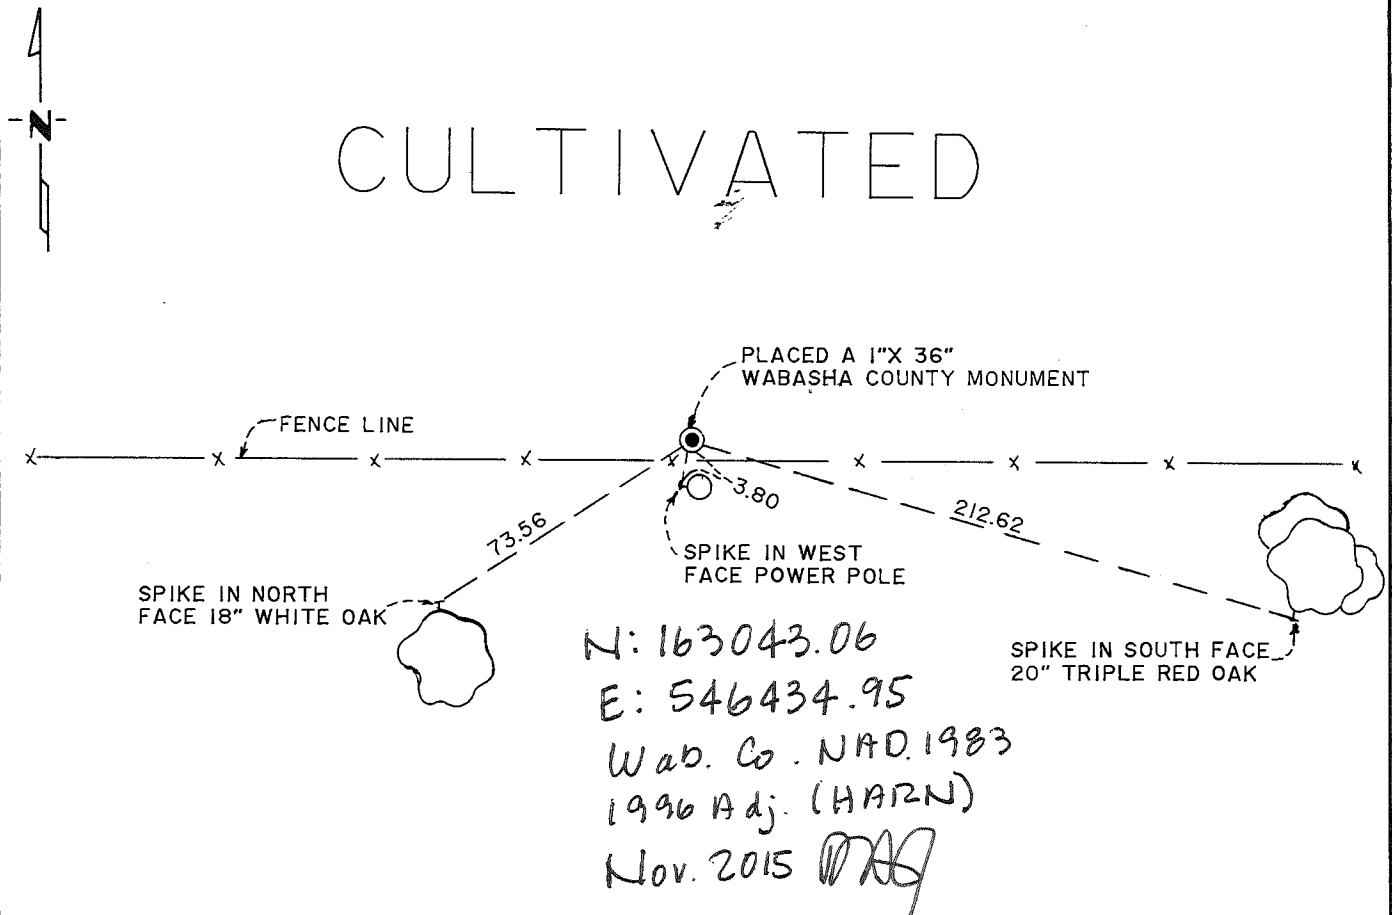 N
CULTIVATED
PLACED A 1"X 36"
WABASHA COUNTY MONUMENT
FENCE LINE
3.80
73.56
212.62
SPIKE IN WEST
FACE POWER POLE
SPIKE IN NORTH
FACE 18" WHITE OAK
SPIKE IN SOUTH FACE
20" TRIPLE RED OAK
N: 163043.06
E: 546434.95
Wab. Co. NAD 1983
1996 Adj. (HARN)
Nov. 2015